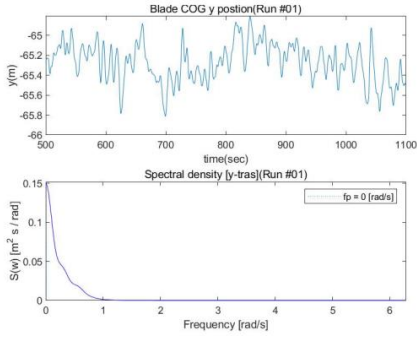 Blade COG y postion(Run #01)
-65
-65.2
-65.4
-65.6
-65.8
-66
y(m)
500 600 700 800 900 1000 1100
time(sec)
Spectral density [y-tras](Run #01)
0.15
0.1
0.05
0
S(w) [m² s / rad]
fp = 0 [rad/s]
0 1 2 3 4 5 6
Frequency [rad/s]